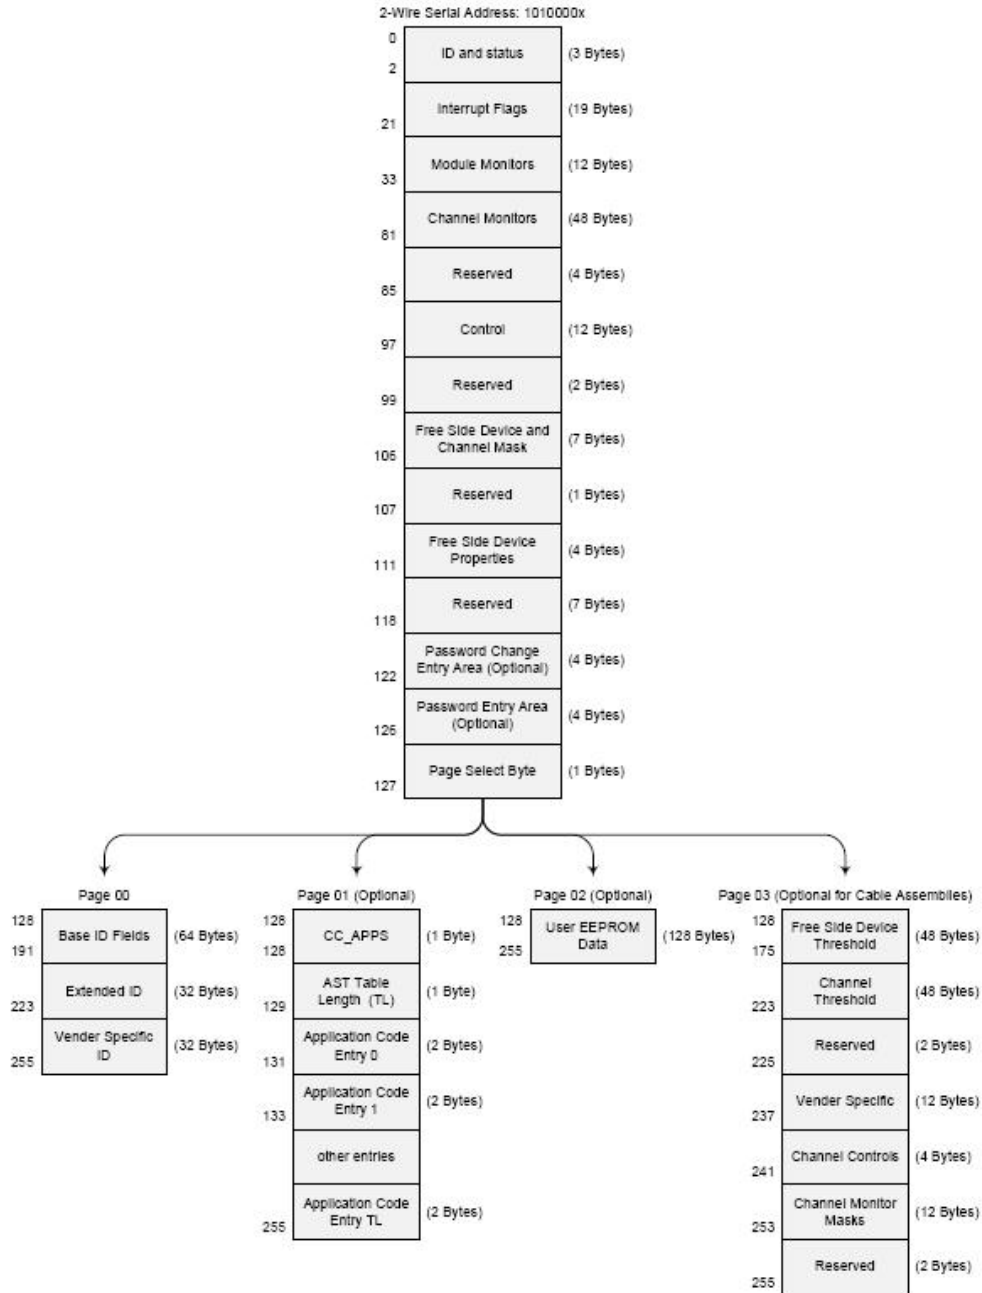 2-Wire Serial Address: 1010000x
0
ID and status (3 Bytes)
2
Interrupt Flags (19 Bytes)
21
Module Monitors (12 Bytes)
33
Channel Monitors (48 Bytes)
81
Reserved (4 Bytes)
85
Control (12 Bytes)
97
Reserved (2 Bytes)
99
Free Side Device and
Channel Mask (7 Bytes)
106
Reserved (1 Bytes)
107
Free Side Device
Properties (4 Bytes)
111
Reserved (7 Bytes)
118
Password Change
Entry Area (Optional) (4 Bytes)
122
Password Entry Area
(Optional) (4 Bytes)
126
Page Select Byte (1 Bytes)
127
Page 00
128
Base ID Fields (64 Bytes)
191
Extended ID (32 Bytes)
223
Vender Specific
ID (32 Bytes)
255
Page 01 (Optional)
128
CC_APPS (1 Byte)
128
AST Table
Length (TL) (1 Byte)
129
Application Code
Entry 0 (2 Bytes)
131
Application Code
Entry 1 (2 Bytes)
133
other entries
Application Code
Entry TL (2 Bytes)
255
Page 02 (Optional)
128
User EEPROM
Data (128 Bytes)
255
Page 03 (Optional for Cable Assemblies)
128
Free Side Device
Threshold (48 Bytes)
175
Channel
Threshold (48 Bytes)
223
Reserved (2 Bytes)
225
Vender Specific (12 Bytes)
237
Channel Controls (4 Bytes)
241
Channel Monitor
Masks (12 Bytes)
253
Reserved (2 Bytes)
255